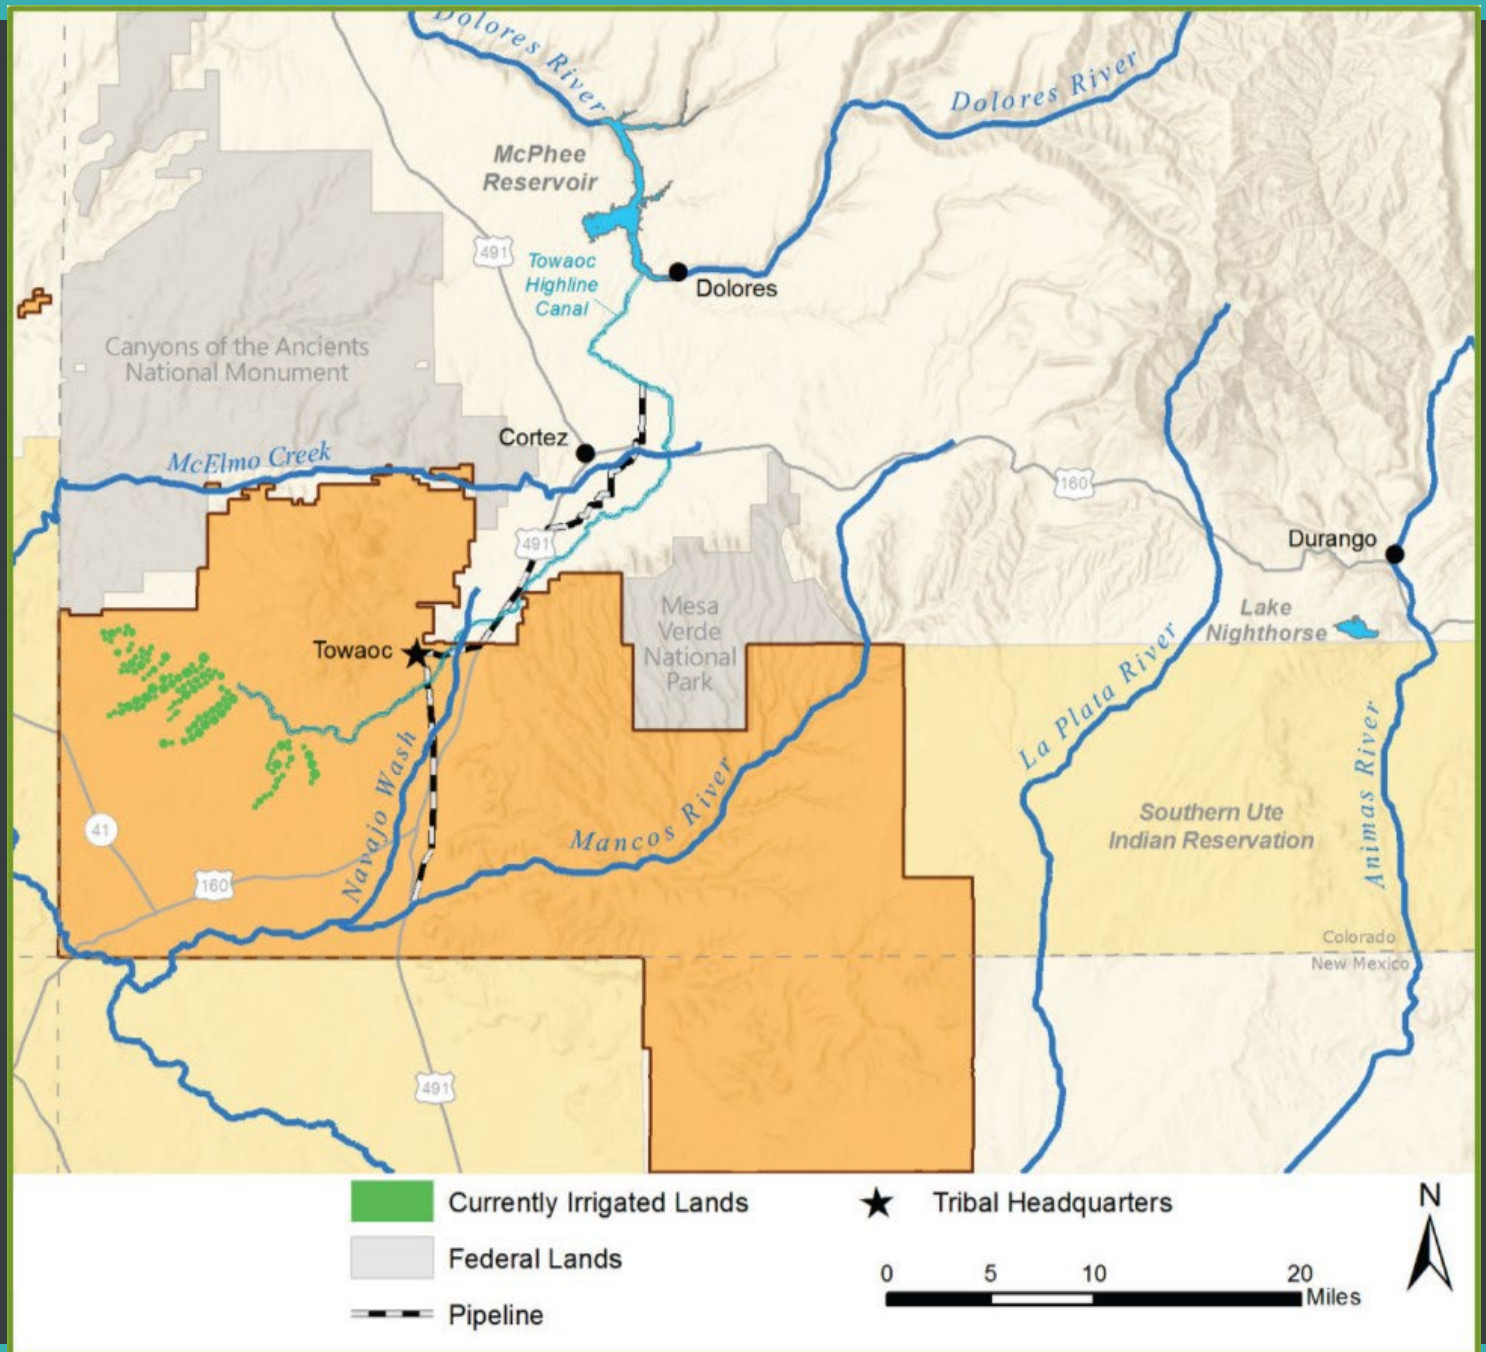 Dolores River
Dolores River
McPhee
Reservoir
491
Towaoc
Highline
Canal
Dolores
Canyons of the Ancients
National Monument
Cortez
McElmo Creek
160
491
Durango
Mesa
Verde
National
Park
Lake
Nighthorse
Towaoc
La Plata River
Navajo Wash
Mancos River
Animas River
Southern Ute
Indian Reservation
41
160
Colorado
New Mexico
491
Currently Irrigated Lands
Tribal Headquarters
N
Federal Lands
0 5 10 20
Miles
Pipeline